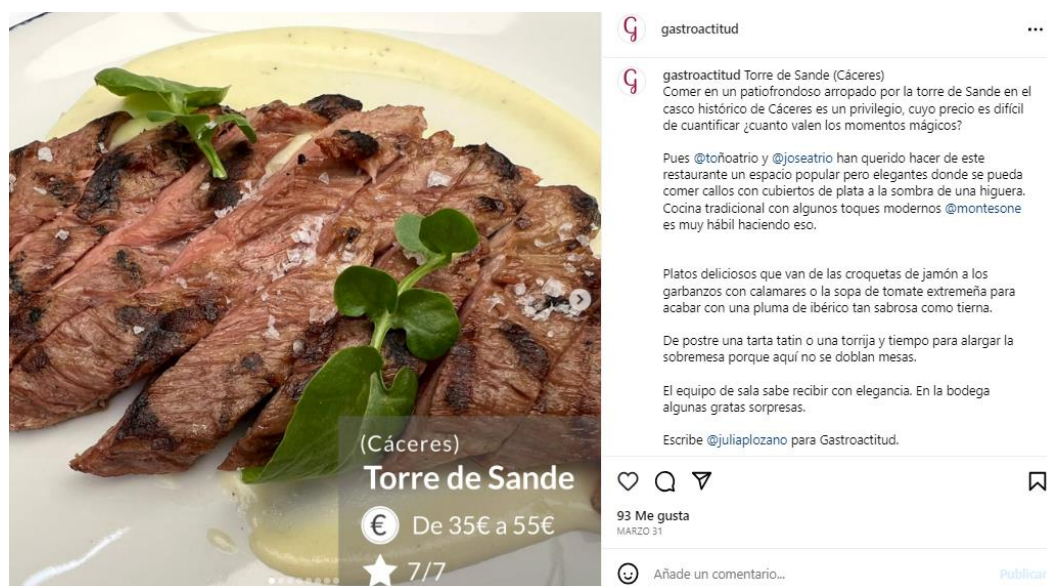 (Cáceres)
Torre de Sande
€ De 35€ a 55€
7/7
gastroactitud
gastroactitud Torre de Sande (Cáceres)
Comer en un patiofrondoso arropado por la torre de Sande en el
casco histórico de Cáceres es un privilegio, cuyo precio es difícil
de cuantificar ¿cuanto valen los momentos mágicos?
Pues @toñoatrio y @joseatrio han querido hacer de este
restaurante un espacio popular pero elegantes donde se pueda
comer callos con cubiertos de plata a la sombra de una higuera.
Cocina tradicional con algunos toques modernos @montesone
es muy hábil haciendo eso.
Platos deliciosos que van de las croquetas de jamón a los
garbanzos con calamares o la sopa de tomate extremeña para
acabar con una pluma de ibérico tan sabrosa como tierna.
De postre una tarta tatin o una torrija y tiempo para alargar la
sobremesa porque aquí no se doblan mesas.
El equipo de sala sabe recibir con elegancia. En la bodega
algunas gratas sorpresas.
Escribe @juliaplozano para Gastroactitud.
93 Me gusta
MARZO 31
Añade un comentario... Publicar